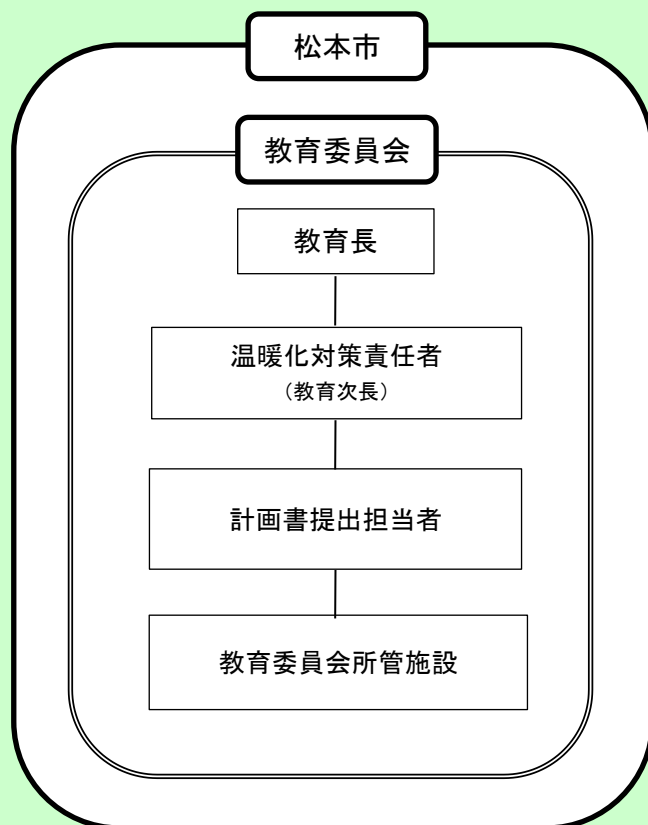 松本市
教育委員会
教育長
温暖化対策責任者
（教育次長）
計画書提出担当者
教育委員会所管施設